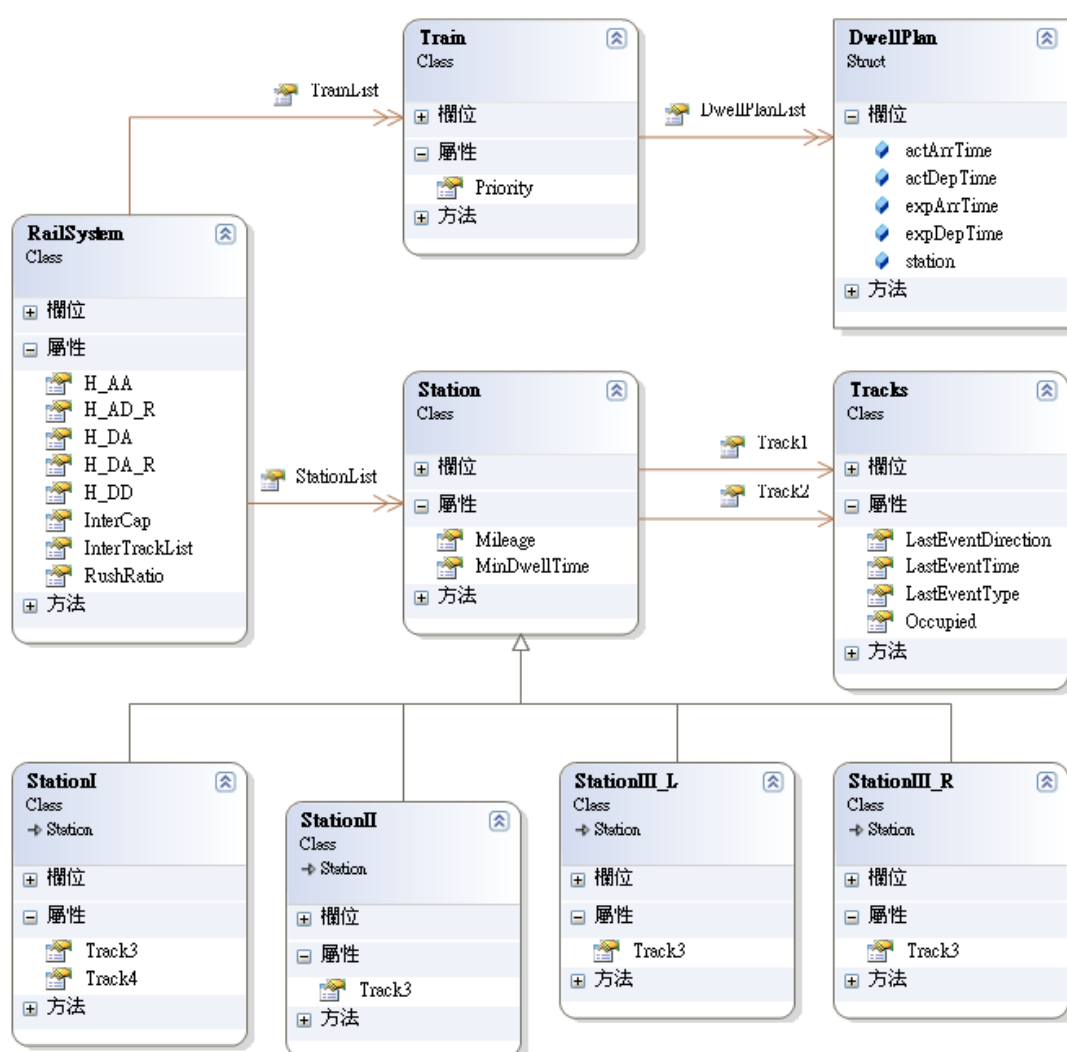 Train
Class
欄位
屬性
Priority
方法
TrainList
DwellPlanList
DwellPlan
Struct
欄位
actArrTime
actDepTime
expArrTime
expDepTime
station
方法
RailSystem
Class
欄位
屬性
H_AA
H_AD_R
H_DA
H_DA_R
H_DD
InterCap
InterTrackList
RushRatio
方法
StationList
Station
Class
欄位
屬性
Mileage
MinDwellTime
方法
Track1
Track2
Tracks
Class
欄位
屬性
LastEventDirection
LastEventTime
LastEventType
Occupied
方法
StationI
Class
Station
欄位
屬性
Track3
Track4
方法
StationII
Class
Station
欄位
屬性
Track3
方法
StationIII_L
Class
Station
欄位
屬性
Track3
方法
StationIII_R
Class
Station
欄位
屬性
Track3
方法